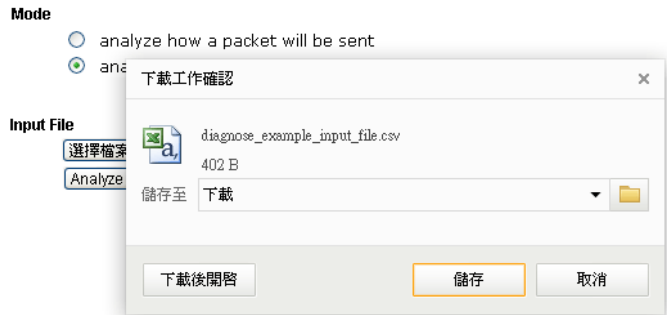 Mode
analyze how a packet will be sent
ana
下載工作確認
Input File
選擇檔案
Analyze
diagnose_example_input_file.csv
402 B
儲存至 下載
下載後開啓 儲存 取消